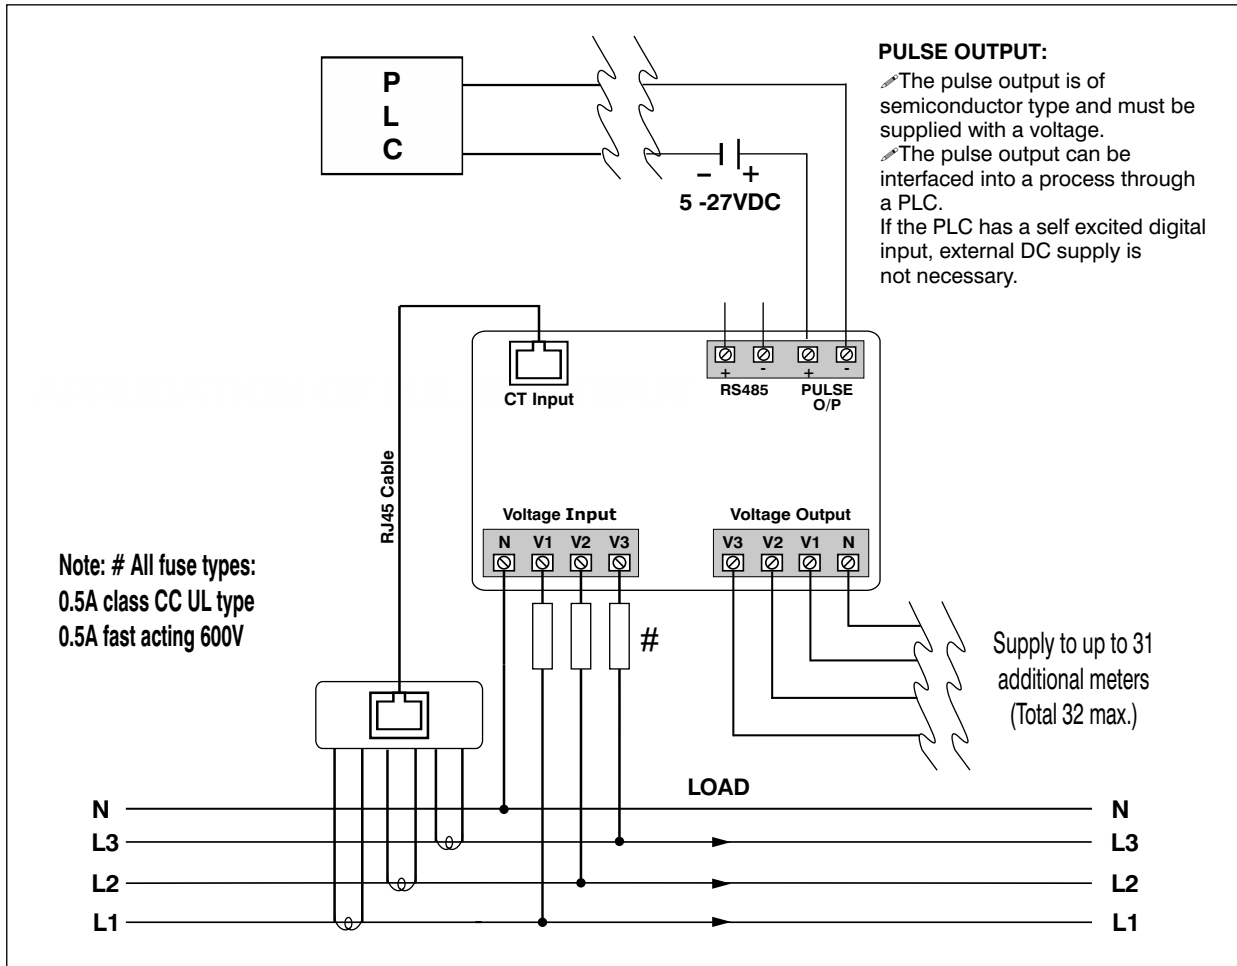 P
L
C
PULSE OUTPUT:
The pulse output is of
semiconductor type and must be
supplied with a voltage.
The pulse output can be
interfaced into a process through
a PLC.
If the PLC has a self excited digital
input, external DC supply is
not necessary.
– +
5 -27VDC
CT Input
+ - + -
RS485 PULSE
O/P
APPLICATION OF PULSE OUTPUT
RJ45 Cable
Voltage Input
N V1 V2 V3
Voltage Output
V3 V2 V1 N
Note: # All fuse types:
0.5A class CC UL type
0.5A fast acting 600V
#
Supply to up to 31
additional meters
(Total 32 max.)
LOAD
N N
L3 L3
L2 L2
L1 L1